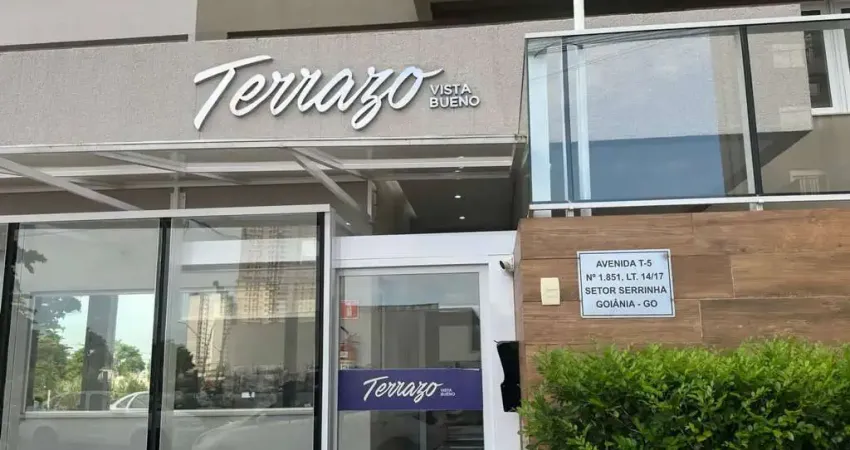 Terrazo
VISTA
BUENO
AVENIDA T-5
Nº 1.851, LT. 14/17
SETOR SERRINHA
GOIÂNIA - GO
Terrazo
VISTA
BUENO